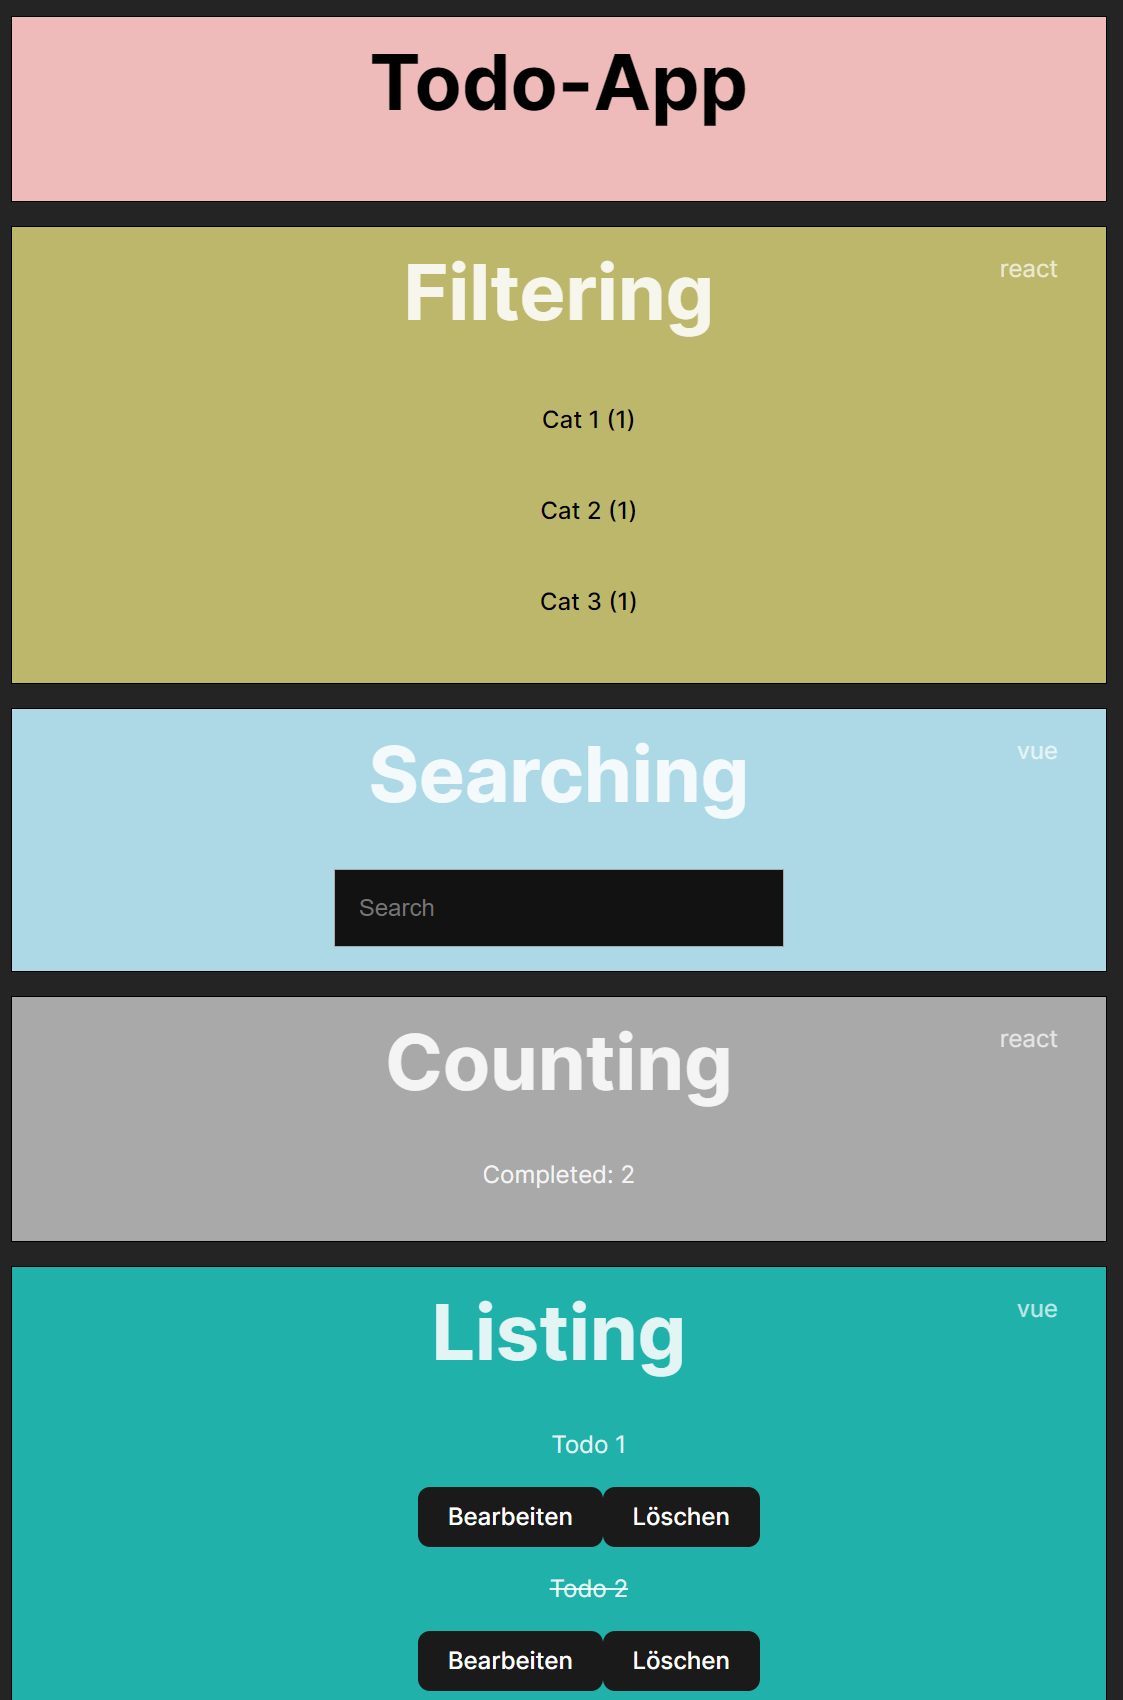 Todo-App
Filtering
react
Cat 1 (1)
Cat 2 (1)
Cat 3 (1)
Searching
vue
Search
Counting
react
Completed: 2
Listing
vue
Todo 1
Bearbeiten Löschen
Todo 2
Bearbeiten Löschen